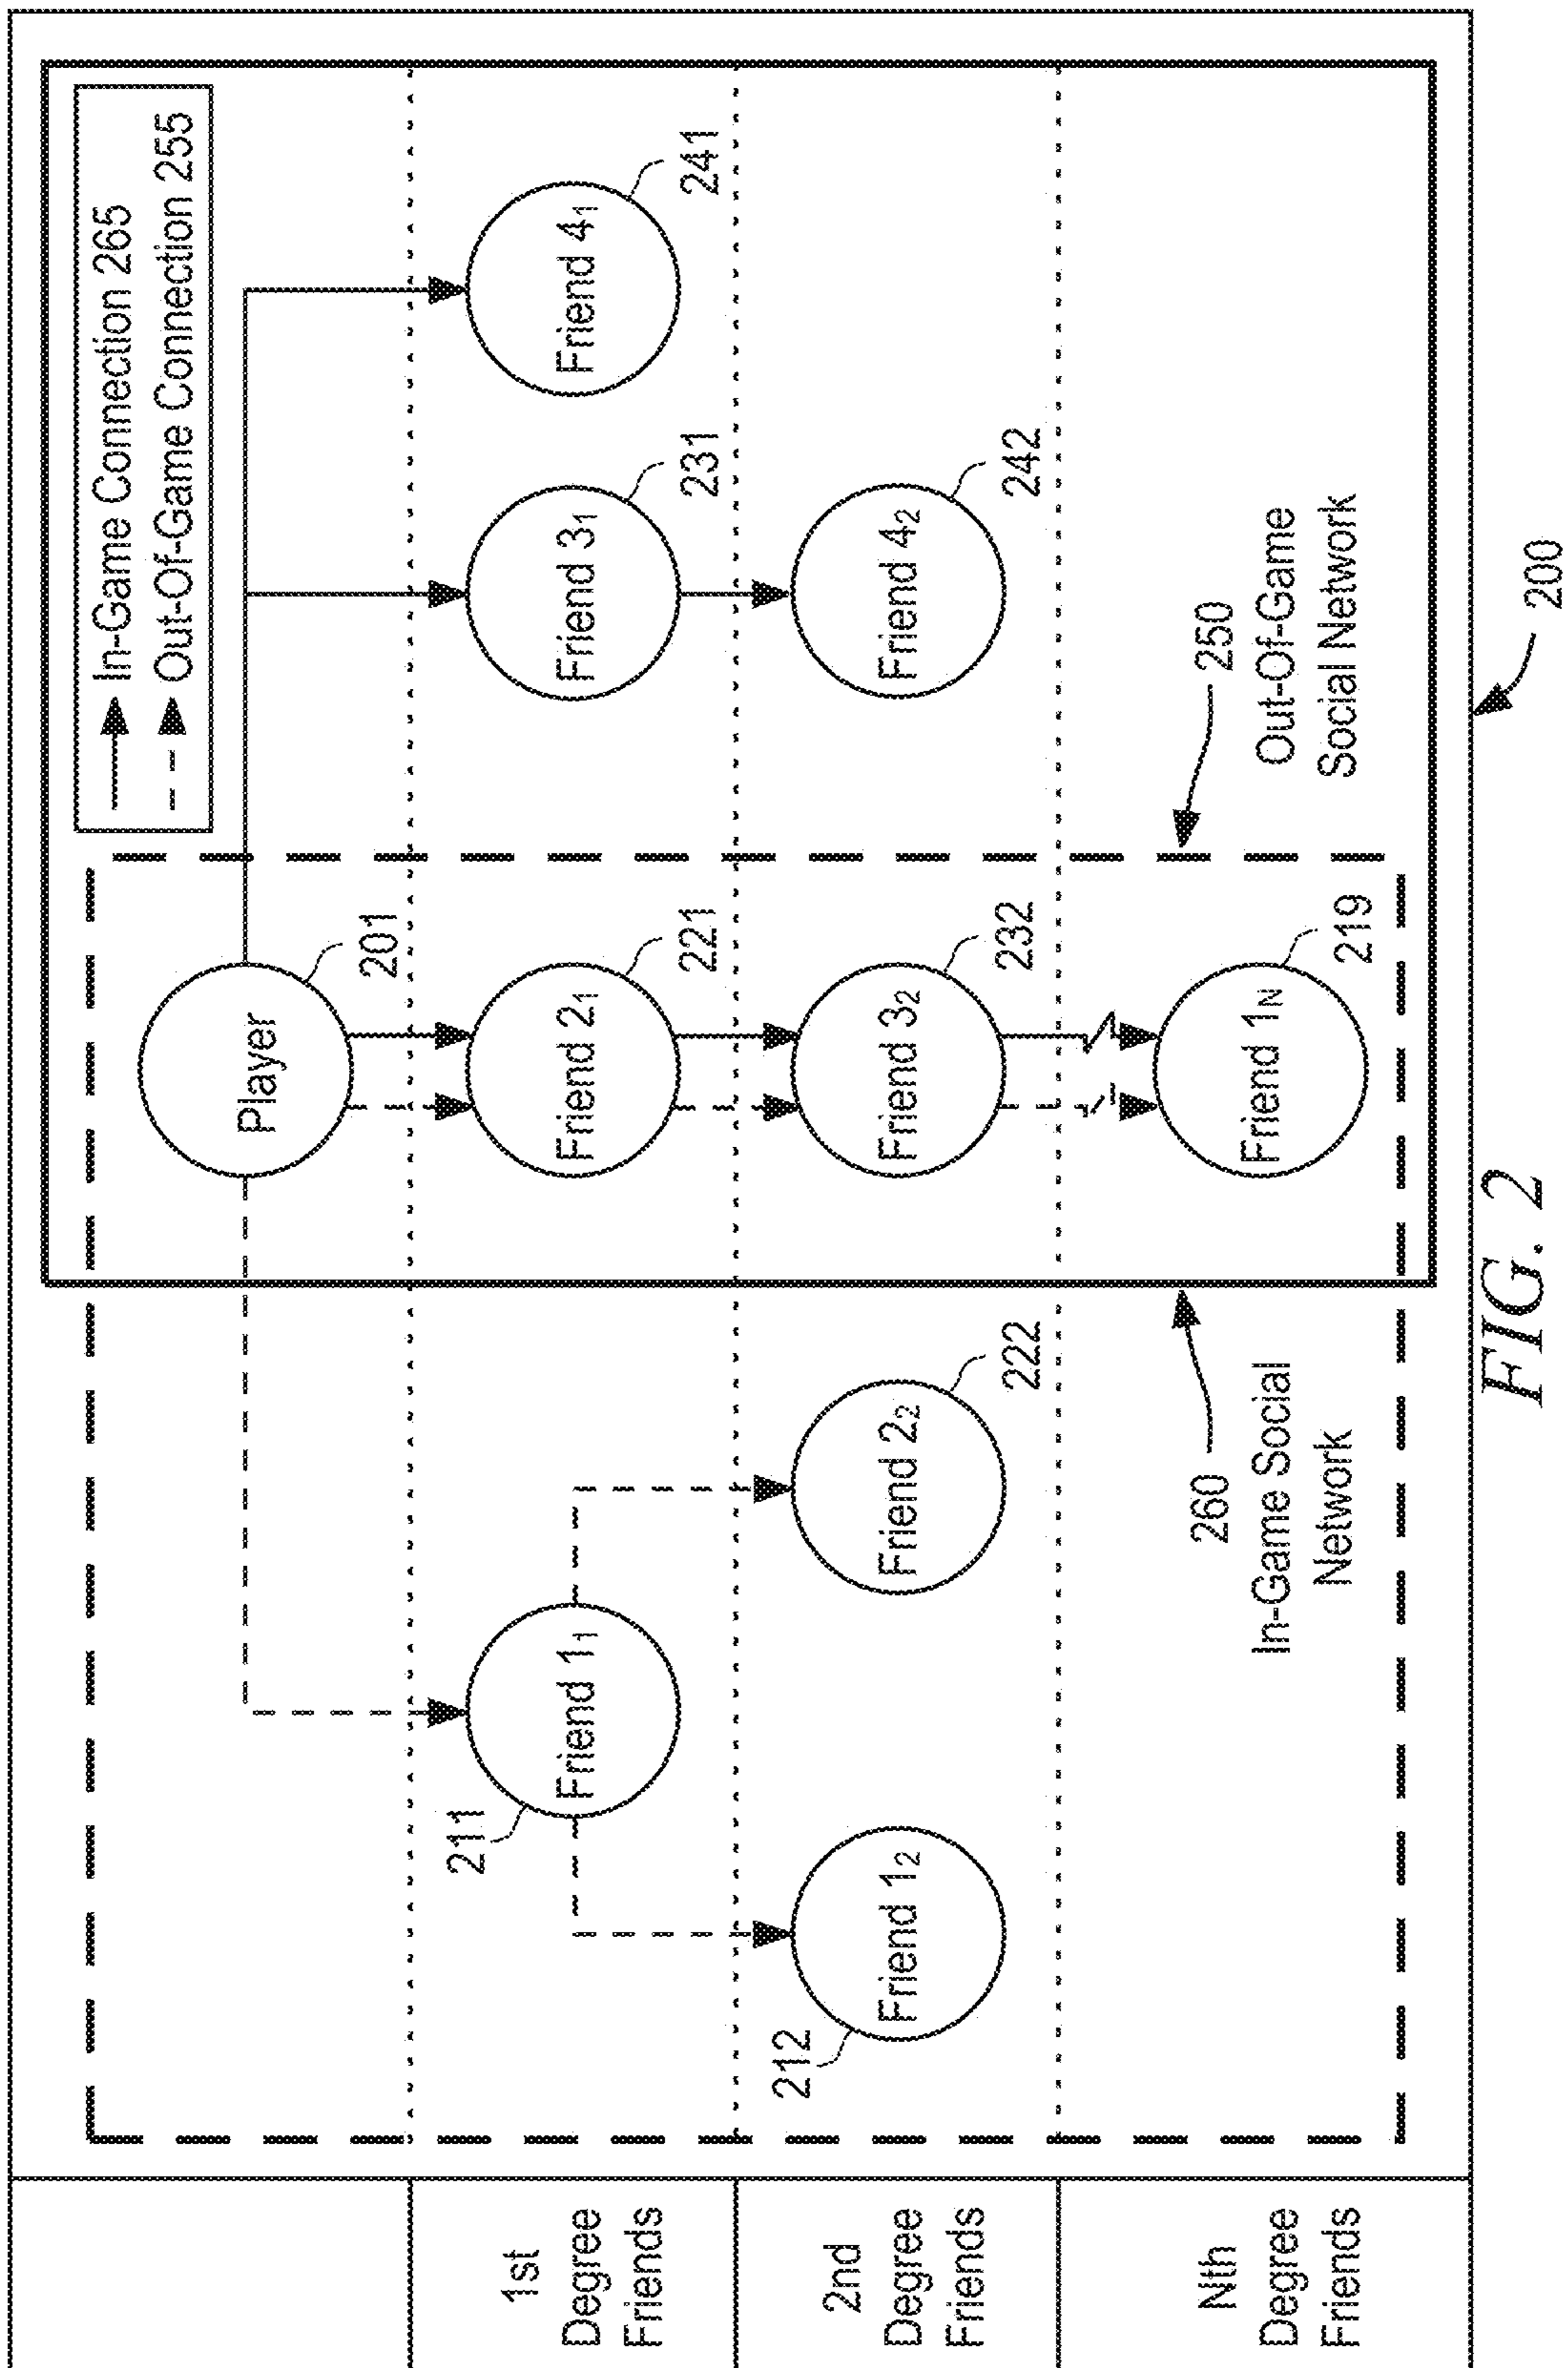 In-Game Connection 265
Out-Of-Game Connection 255
Player
201
1st
Degree
Friends
211
Friend 1₁
Friend 2₁
221
Friend 3₁
231
Friend 4₁
241
2nd
Degree
Friends
212
Friend 1₂
Friend 2₂
222
Friend 3₂
232
Friend 4₂
242
Nth
Degree
Friends
260
In-Game Social
Network
Friend 1N
219
250
Out-Of-Game
Social Network
200
FIG. 2